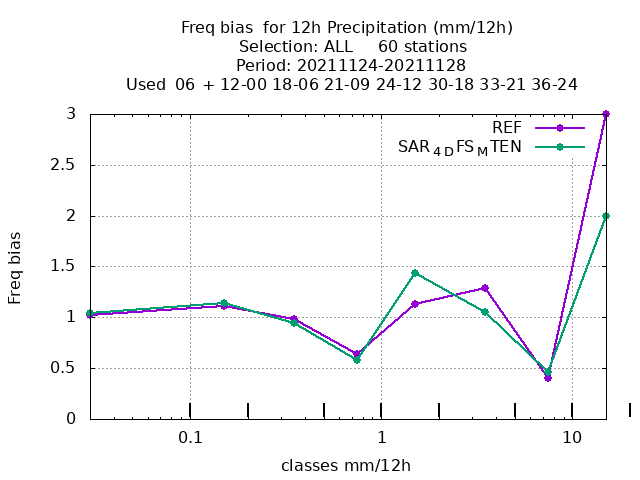 Freq bias  for 12h Precipitation (mm/12h)
Selection: ALL     60 stations
Period: 20211124-20211128
Used  06 + 12-00 18-06 21-09 24-12 30-18 33-21 36-24
REF
SAR4DFSMTEN
3
2.5
2
1.5
1
0.5
0
Freq bias
0.1 1 10
classes mm/12h